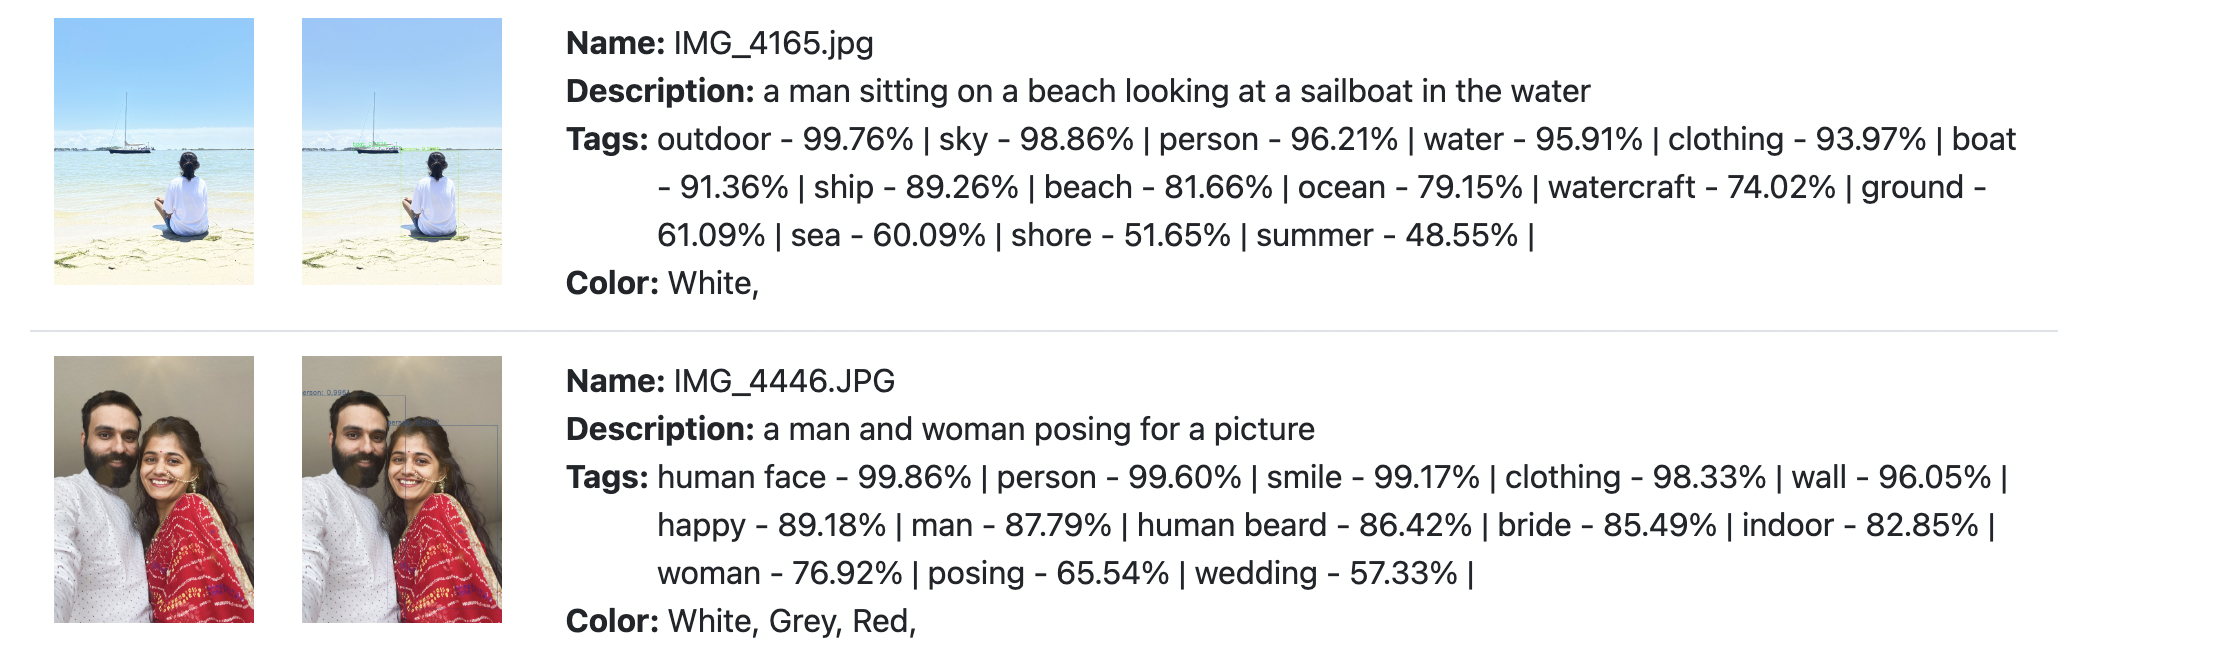 Name: IMG_4165.jpg
Description: a man sitting on a beach looking at a sailboat in the water
Tags: outdoor - 99.76% | sky - 98.86% | person - 96.21% | water - 95.91% | clothing - 93.97% | boat
- 91.36% | ship - 89.26% | beach - 81.66% | ocean - 79.15% | watercraft - 74.02% | ground -
61.09% | sea - 60.09% | shore - 51.65% | summer - 48.55% |
Color: White,
Name: IMG_4446.JPG
Description: a man and woman posing for a picture
Tags: human face - 99.86% | person - 99.60% | smile - 99.17% | clothing - 98.33% | wall - 96.05% |
happy - 89.18% | man - 87.79% | human beard - 86.42% | bride - 85.49% | indoor - 82.85% |
woman - 76.92% | posing - 65.54% | wedding - 57.33% |
Color: White, Grey, Red,